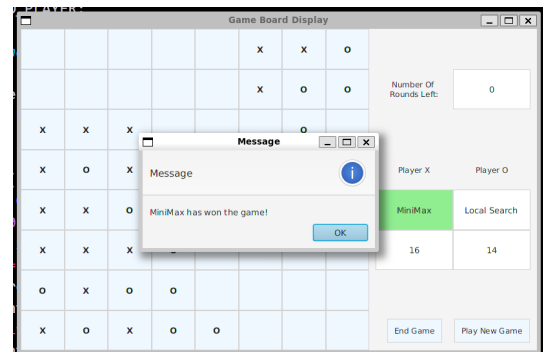 Game Board Display
X X O
X O O
Number Of
Rounds Left:
0
X X X O
X O X
X X O
X X X O
O X O O
X O X O O
Message
Message
MiniMax has won the game!
OK
Player X
Player O
MiniMax
Local Search
16
14
End Game
Play New Game